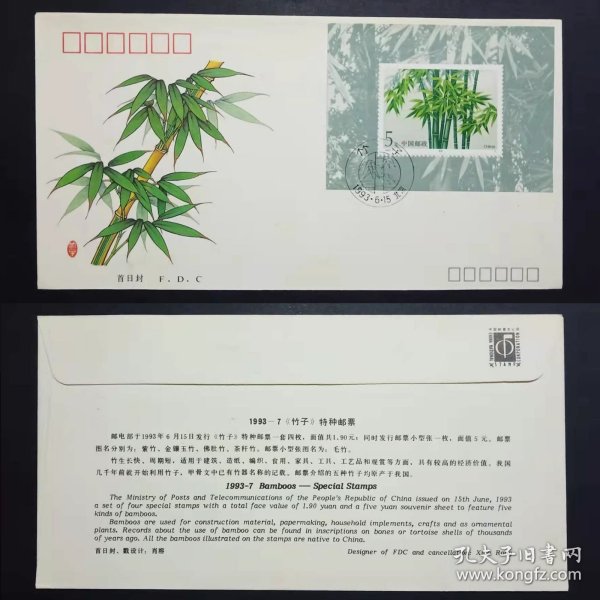 5元
中国邮政
1993·6·15 北京
首日封 F. D. C
1993-7《竹子》特种邮票
邮电部于1993年6月15日发行《竹子》特种邮票一套四枚，面值共1.90元；同时发行邮票小型张一枚，面值5元。邮票
图名分别为：紫竹、金镶玉竹、佛肚竹、茶秆竹。邮票小型张图名为：毛竹。
竹生长快、周期短，适用于建筑、造纸、编织、食用、家具、工具、工艺品和观赏等方面，具有较高的经济价值。我国
几千年前就开始利用竹子，甲骨文中已有竹器名称的记载。邮票介绍的五种竹子均原产于我国。
1993-7 Bamboos — Special Stamps
The Ministry of Posts and Telecommunications of the People's Republic of China issued on 15th June, 1993
a set of four special stamps with a total face value of 1.90 yuan and a five yuan souvenir sheet to feature five
kinds of bamboos.
Bamboos are used for construction material, papermaking, household implements, crafts and as ornamental
plants. Records about the use of bamboo can be found in inscriptions on bones or tortoise shells of thousands
of years ago. All the bamboos illustrated on the stamps are native to China.
首日封、戳设计：肖榕
Designer of FDC and cancellation: Xiao Rong
孔夫子旧书网
www.kongfz.com